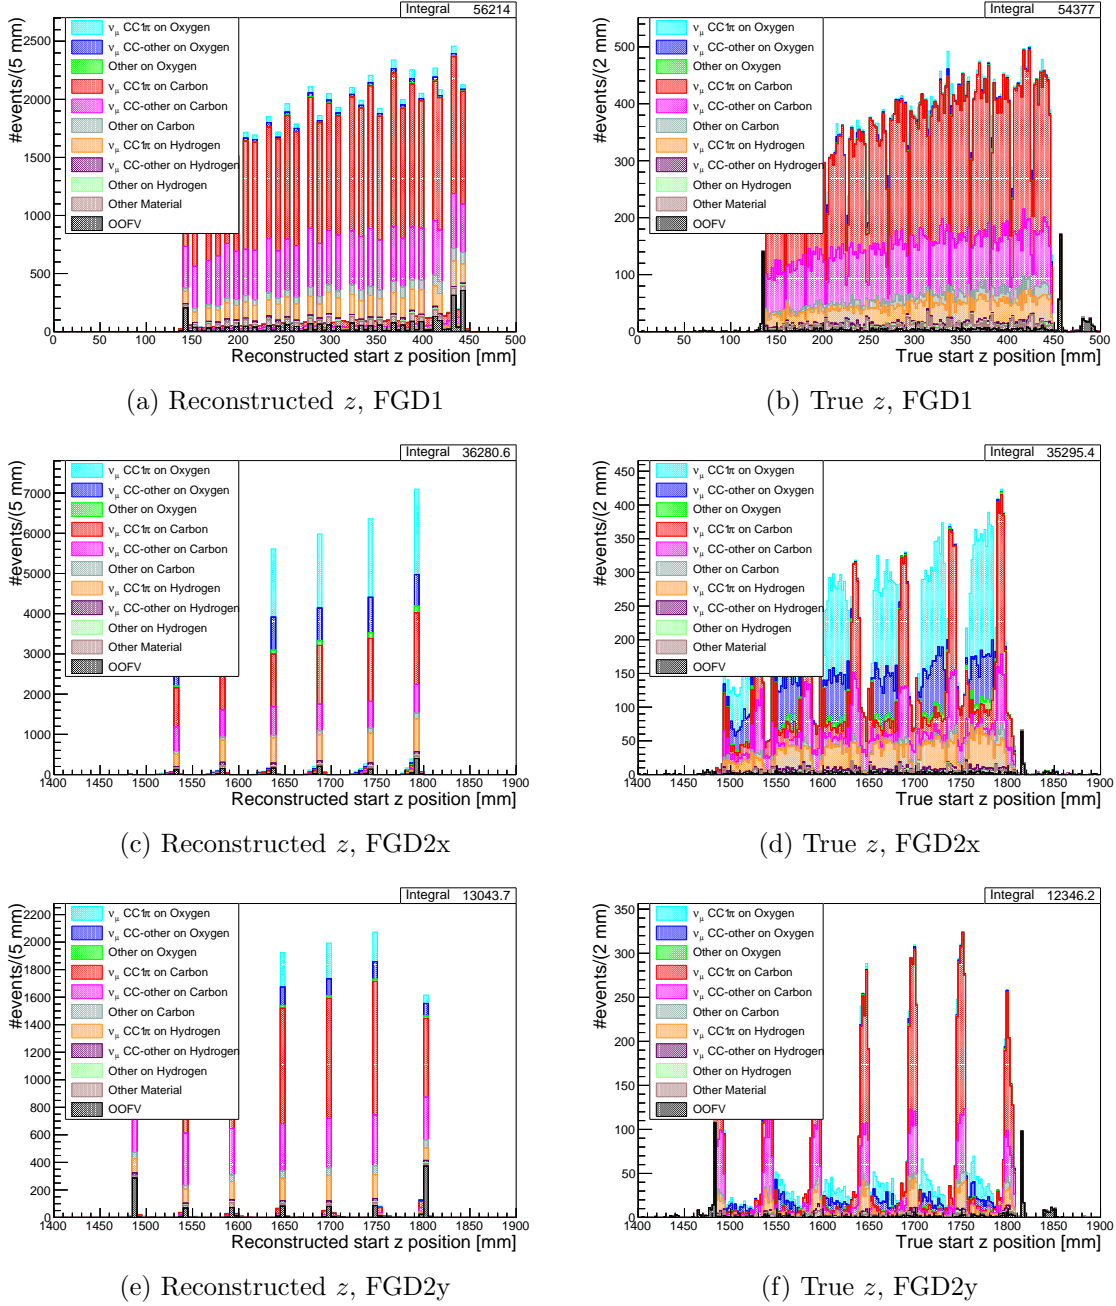 Integral 56214
#events/(5 mm)
2500
2000
1500
1000
500
0
ν_μ CC1π on Oxygen
ν_μ CC-other on Oxygen
Other on Oxygen
ν_μ CC1π on Carbon
ν_μ CC-other on Carbon
Other on Carbon
ν_μ CC1π on Hydrogen
ν_μ CC-other on Hydrogen
Other on Hydrogen
Other Material
OOFV
0 50 100 150 200 250 300 350 400 450 500
Reconstructed start z position [mm]
(a) Reconstructed z, FGD1
Integral 54377
#events/(2 mm)
500
400
300
200
100
0
ν_μ CC1π on Oxygen
ν_μ CC-other on Oxygen
Other on Oxygen
ν_μ CC1π on Carbon
ν_μ CC-other on Carbon
Other on Carbon
ν_μ CC1π on Hydrogen
ν_μ CC-other on Hydrogen
Other on Hydrogen
Other Material
OOFV
0 50 100 150 200 250 300 350 400 450 500
True start z position [mm]
(b) True z, FGD1
Integral 36280.6
#events/(5 mm)
7000
6000
5000
4000
3000
2000
1000
0
ν_μ CC1π on Oxygen
ν_μ CC-other on Oxygen
Other on Oxygen
ν_μ CC1π on Carbon
ν_μ CC-other on Carbon
Other on Carbon
ν_μ CC1π on Hydrogen
ν_μ CC-other on Hydrogen
Other on Hydrogen
Other Material
OOFV
1400 1450 1500 1550 1600 1650 1700 1750 1800 1850 1900
Reconstructed start z position [mm]
(c) Reconstructed z, FGD2x
Integral 35295.4
#events/(2 mm)
450
400
350
300
250
200
150
100
50
0
ν_μ CC1π on Oxygen
ν_μ CC-other on Oxygen
Other on Oxygen
ν_μ CC1π on Carbon
ν_μ CC-other on Carbon
Other on Carbon
ν_μ CC1π on Hydrogen
ν_μ CC-other on Hydrogen
Other on Hydrogen
Other Material
OOFV
1400 1450 1500 1550 1600 1650 1700 1750 1800 1850 1900
True start z position [mm]
(d) True z, FGD2x
Integral 13043.7
#events/(5 mm)
2200
2000
1800
1600
1400
1200
1000
800
600
400
200
0
ν_μ CC1π on Oxygen
ν_μ CC-other on Oxygen
Other on Oxygen
ν_μ CC1π on Carbon
ν_μ CC-other on Carbon
Other on Carbon
ν_μ CC1π on Hydrogen
ν_μ CC-other on Hydrogen
Other on Hydrogen
Other Material
OOFV
1400 1450 1500 1550 1600 1650 1700 1750 1800 1850 1900
Reconstructed start z position [mm]
(e) Reconstructed z, FGD2y
Integral 12346.2
#events/(2 mm)
350
300
250
200
150
100
50
0
ν_μ CC1π on Oxygen
ν_μ CC-other on Oxygen
Other on Oxygen
ν_μ CC1π on Carbon
ν_μ CC-other on Carbon
Other on Carbon
ν_μ CC1π on Hydrogen
ν_μ CC-other on Hydrogen
Other on Hydrogen
Other Material
OOFV
1400 1450 1500 1550 1600 1650 1700 1750 1800 1850 1900
True start z position [mm]
(f) True z, FGD2y